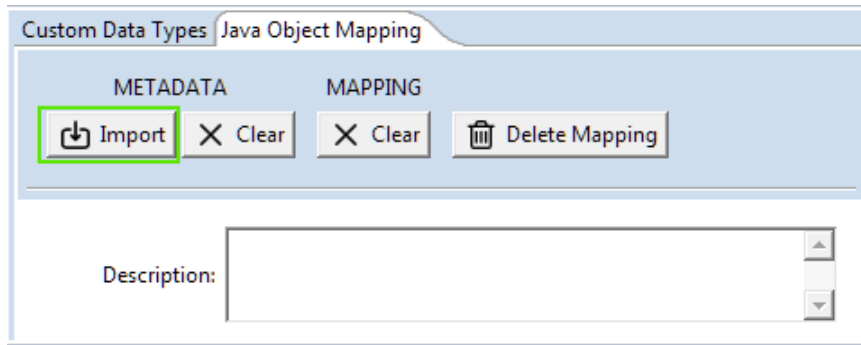 Custom Data Types Java Object Mapping
METADATA MAPPING
Import Clear Clear Delete Mapping
Description: